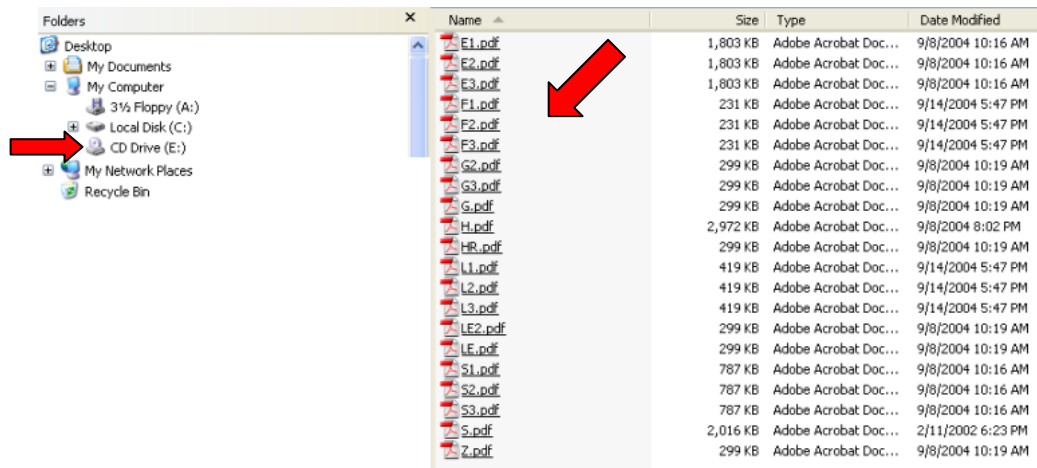 Folders ×
Desktop
My Documents
My Computer
3½ Floppy (A:)
Local Disk (C:)
CD Drive (E:)
My Network Places
Recycle Bin
Name Size Type Date Modified
E1.pdf 1,803 KB Adobe Acrobat Doc... 9/8/2004 10:16 AM
E2.pdf 1,803 KB Adobe Acrobat Doc... 9/8/2004 10:16 AM
E3.pdf 1,803 KB Adobe Acrobat Doc... 9/8/2004 10:16 AM
F1.pdf 231 KB Adobe Acrobat Doc... 9/14/2004 5:47 PM
F2.pdf 231 KB Adobe Acrobat Doc... 9/14/2004 5:47 PM
F3.pdf 231 KB Adobe Acrobat Doc... 9/14/2004 5:47 PM
G2.pdf 299 KB Adobe Acrobat Doc... 9/8/2004 10:19 AM
G3.pdf 299 KB Adobe Acrobat Doc... 9/8/2004 10:19 AM
G.pdf 299 KB Adobe Acrobat Doc... 9/8/2004 10:19 AM
H.pdf 2,972 KB Adobe Acrobat Doc... 9/8/2004 8:02 PM
HR.pdf 299 KB Adobe Acrobat Doc... 9/8/2004 10:19 AM
L1.pdf 419 KB Adobe Acrobat Doc... 9/14/2004 5:47 PM
L2.pdf 419 KB Adobe Acrobat Doc... 9/14/2004 5:47 PM
L3.pdf 419 KB Adobe Acrobat Doc... 9/14/2004 5:47 PM
LE2.pdf 299 KB Adobe Acrobat Doc... 9/8/2004 10:19 AM
LE.pdf 299 KB Adobe Acrobat Doc... 9/8/2004 10:19 AM
S1.pdf 787 KB Adobe Acrobat Doc... 9/8/2004 10:16 AM
S2.pdf 787 KB Adobe Acrobat Doc... 9/8/2004 10:16 AM
S3.pdf 787 KB Adobe Acrobat Doc... 9/8/2004 10:16 AM
S.pdf 2,016 KB Adobe Acrobat Doc... 2/11/2002 6:23 PM
Z.pdf 299 KB Adobe Acrobat Doc... 9/8/2004 10:19 AM